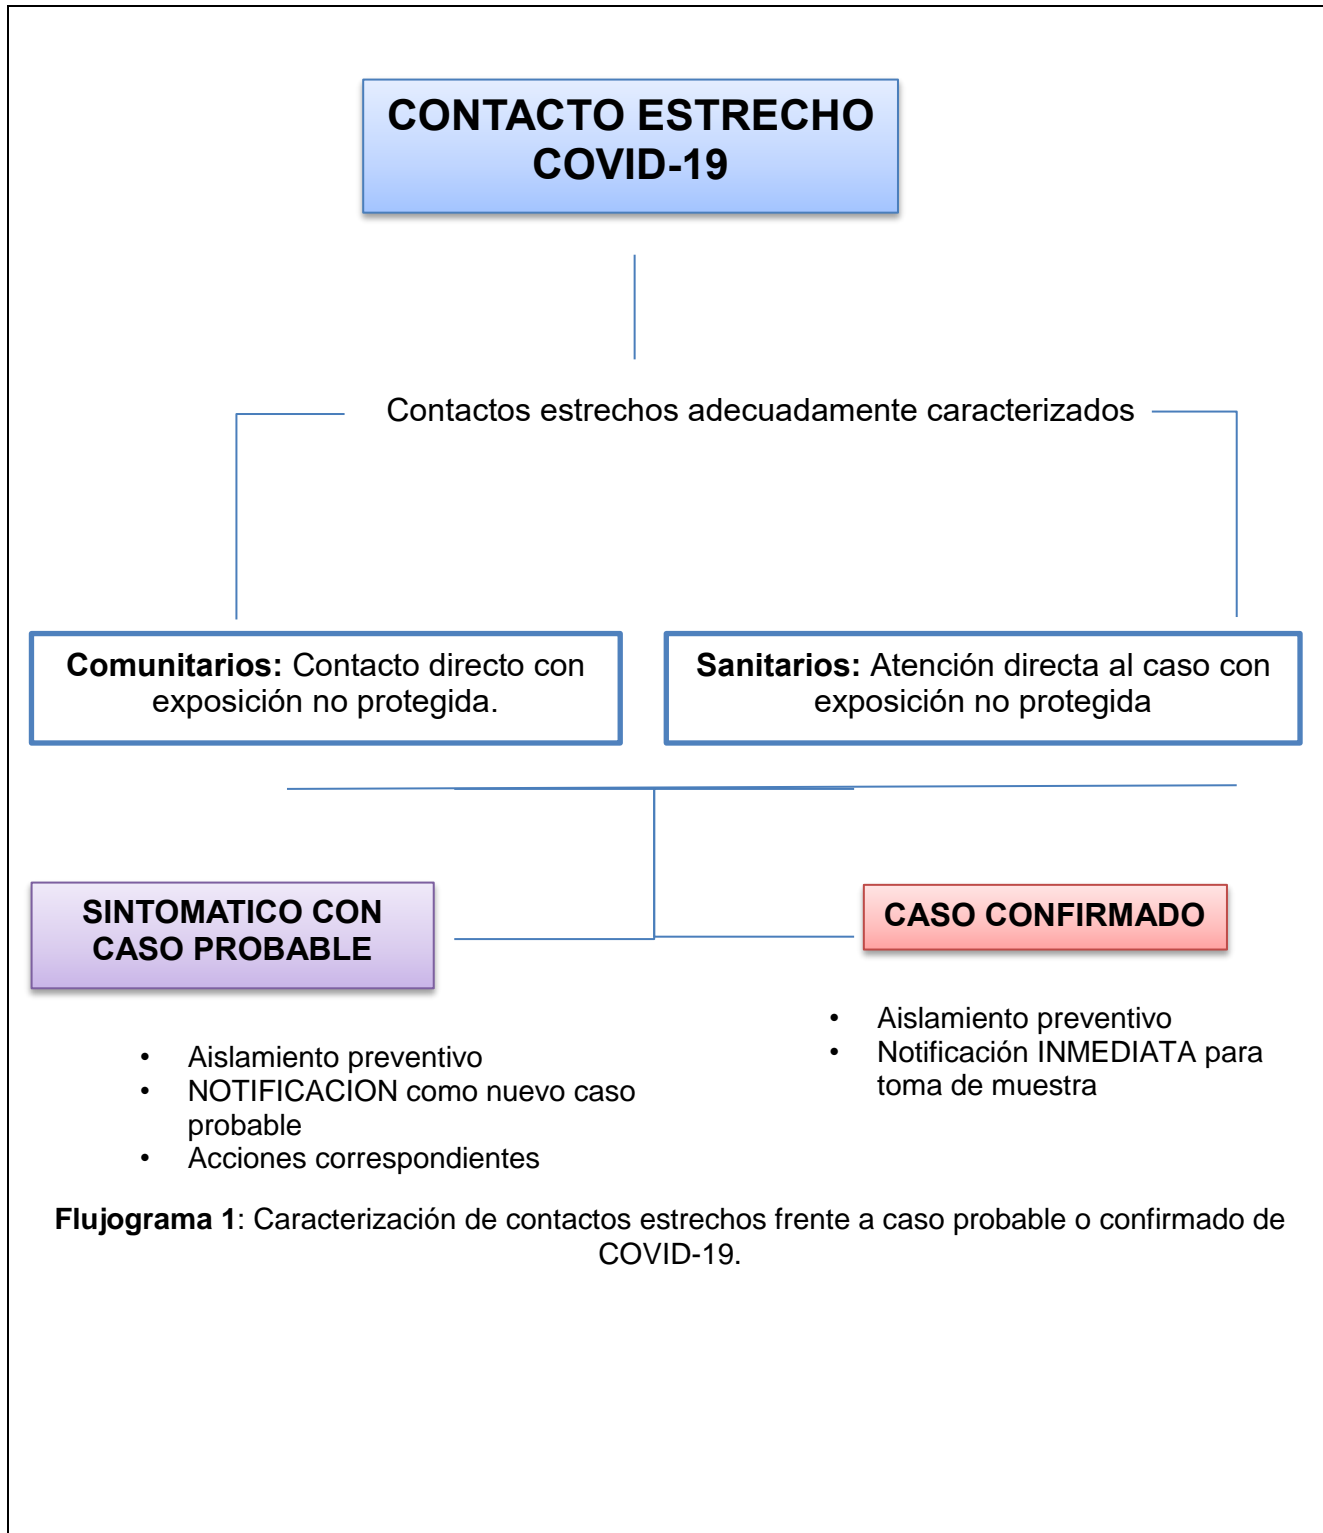 CONTACTO ESTRECHO
COVID-19
Contactos estrechos adecuadamente caracterizados
Comunitarios: Contacto directo con
exposición no protegida.
Sanitarios: Atención directa al caso con
exposición no protegida
SINTOMATICO CON
CASO PROBABLE
• Aislamiento preventivo
• NOTIFICACION como nuevo caso
probable
• Acciones correspondientes
CASO CONFIRMADO
• Aislamiento preventivo
• Notificación INMEDIATA para
toma de muestra
Flujograma 1: Caracterización de contactos estrechos frente a caso probable o confirmado de
COVID-19.